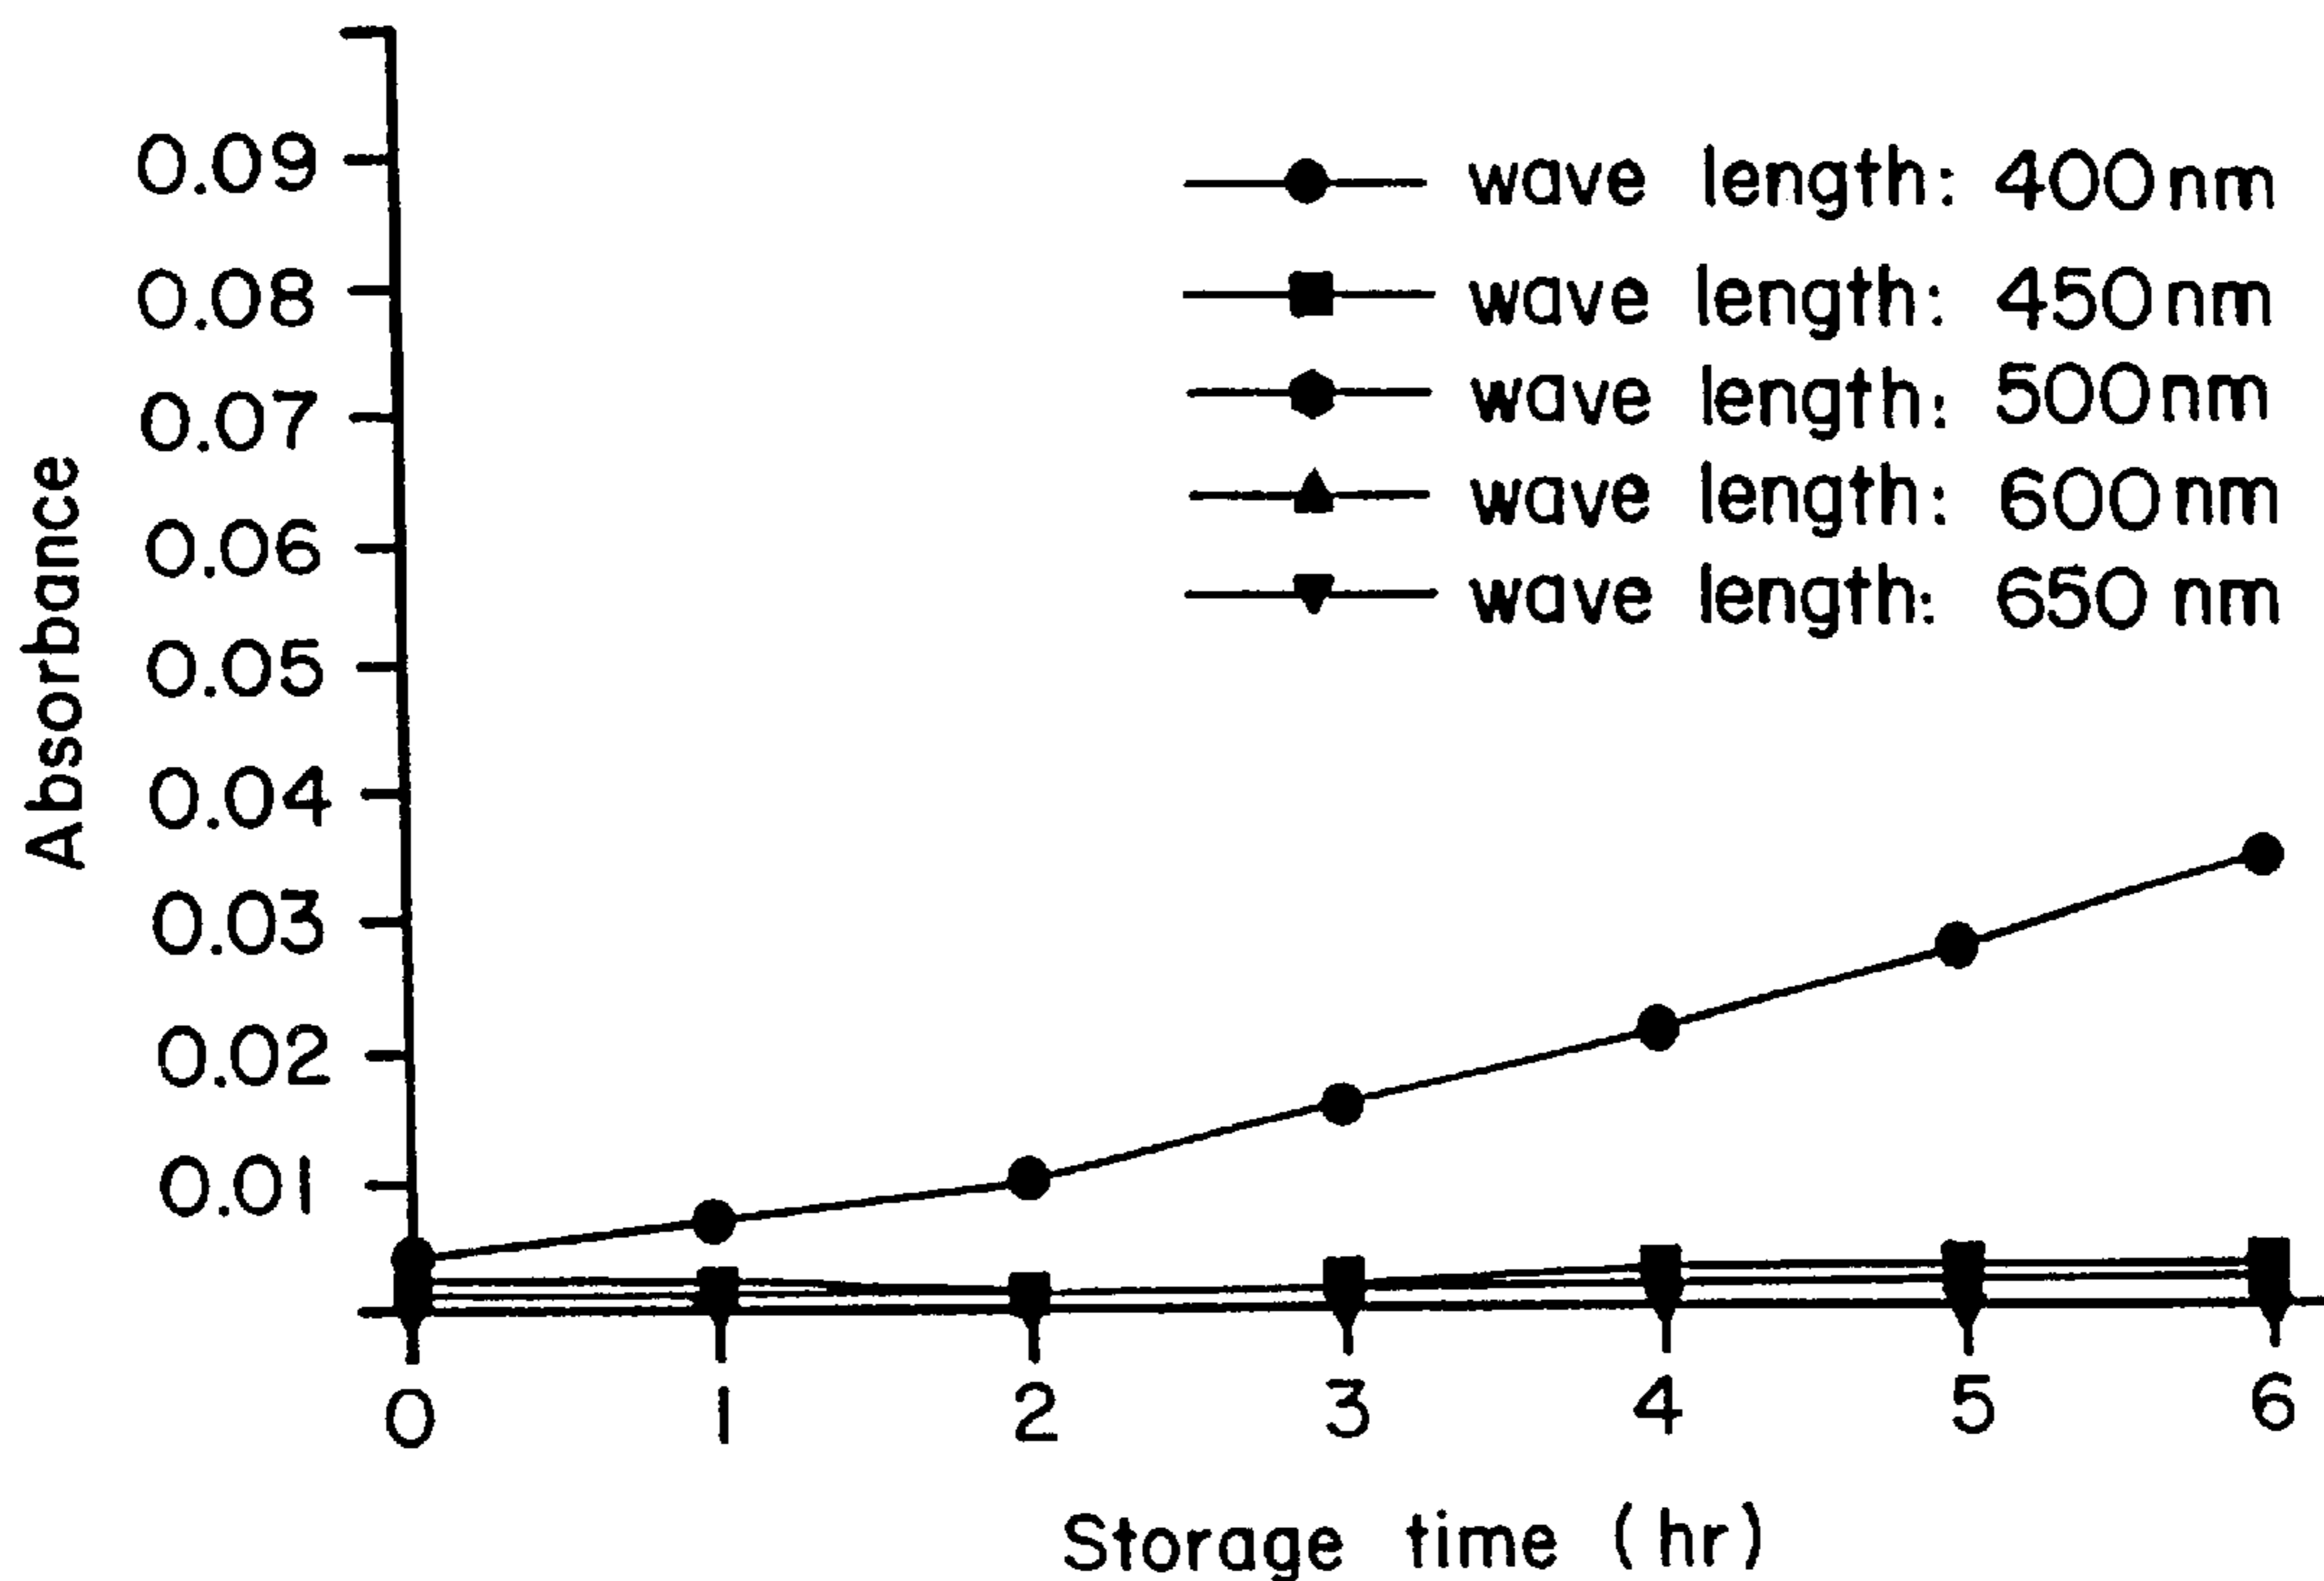 0.09
0.08
0.07
0.06
0.05
0.04
0.03
0.02
0.01
Absorbance
wave length: 400nm
wave length: 450nm
wave length: 500nm
wave length: 600nm
wave length: 650 nm
0 1 2 3 4 5 6
Storage time (hr)